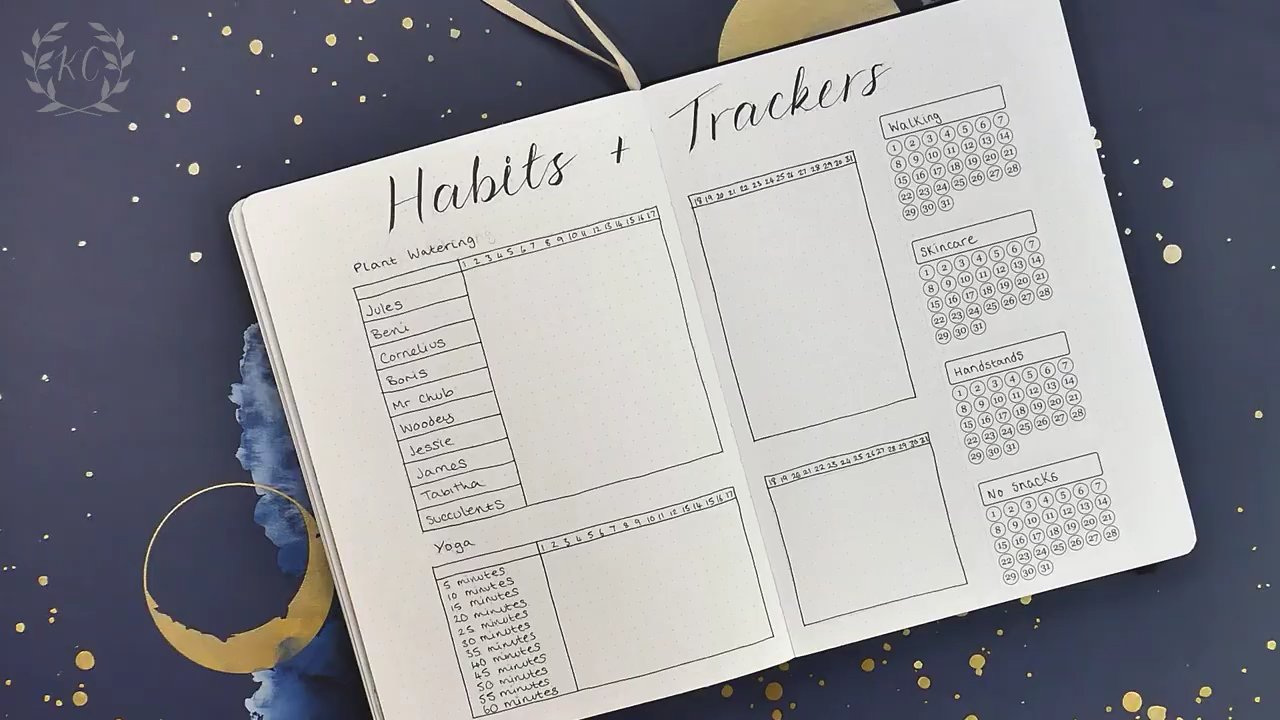 KC
Habits + Trackers
Plant Watering
1 2 3 4 5 6 7 8 9 10 11 12 13 14 15 16 17
Jules
Beni
Cornelius
Boris
Mr Chub
Woodey
Jessie
James
Tabitha
Succulents
Yoga
1 2 3 4 5 6 7 8 9 10 11 12 13 14 15 16 17
5 minutes
10 minutes
15 minutes
20 minutes
25 minutes
30 minutes
35 minutes
40 minutes
45 minutes
50 minutes
55 minutes
60 minutes
18 19 20 21 22 23 24 25 26 27 28 29 30 31
18 19 20 21 22 23 24 25 26 27 28 29 30 31
Walking
1 2 3 4 5 6 7
8 9 10 11 12 13 14
15 16 17 18 19 20 21
22 23 24 25 26 27 28
29 30 31
Skincare
1 2 3 4 5 6 7
8 9 10 11 12 13 14
15 16 17 18 19 20 21
22 23 24 25 26 27 28
29 30 31
Handstands
1 2 3 4 5 6 7
8 9 10 11 12 13 14
15 16 17 18 19 20 21
22 23 24 25 26 27 28
29 30 31
No Snacks
1 2 3 4 5 6 7
8 9 10 11 12 13 14
15 16 17 18 19 20 21
22 23 24 25 26 27 28
29 30 31